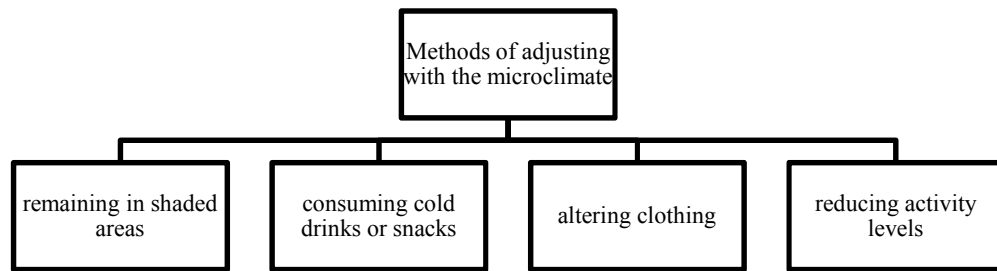 Methods of adjusting
with the microclimate
remaining in shaded
areas
consuming cold
drinks or snacks
altering clothing
reducing activity
levels